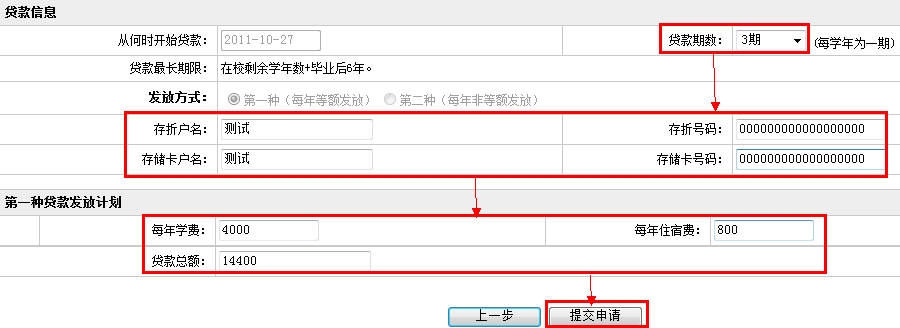 贷款信息
从何时开始贷款： 2011-10-27 贷款期数： 3期 (每学年为一期)
贷款最长期限： 在校剩余学年数+毕业后6年。
发放方式： 第一种（每年等额发放） 第二种（每年非等额发放）
存折户名： 测试 存折号码： 000000000000000000
存储卡户名： 测试 存储卡号码： 000000000000000000
第一种贷款发放计划
每年学费： 4000 每年住宿费： 800
贷款总额： 14400
上一步 提交申请